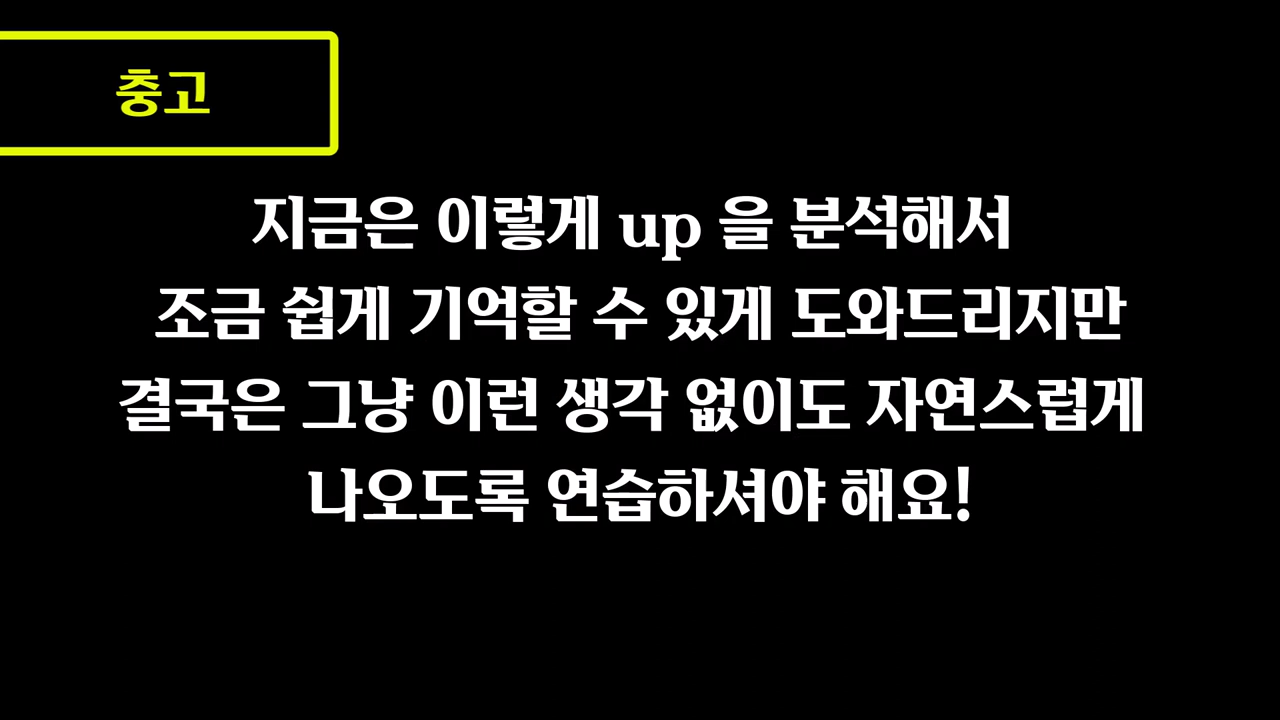 충고
지금은 이렇게 up 을 분석해서
조금 쉽게 기억할 수 있게 도와드리지만
결국은 그냥 이런 생각 없이도 자연스럽게
나오도록 연습하셔야 해요!